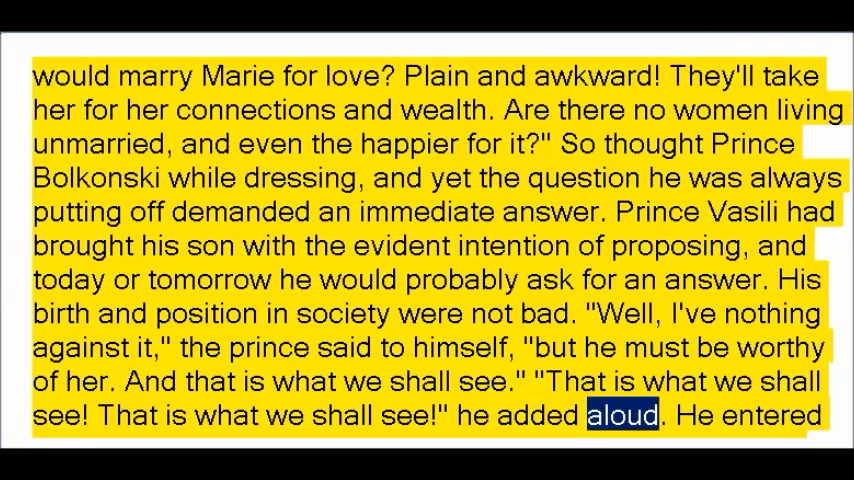 would marry Marie for love? Plain and awkward! They'll take
her for her connections and wealth. Are there no women living
unmarried, and even the happier for it?" So thought Prince
Bolkonski while dressing, and yet the question he was always
putting off demanded an immediate answer. Prince Vasili had
brought his son with the evident intention of proposing, and
today or tomorrow he would probably ask for an answer. His
birth and position in society were not bad. "Well, I've nothing
against it," the prince said to himself, "but he must be worthy
of her. And that is what we shall see." "That is what we shall
see! That is what we shall see!" he added aloud. He entered